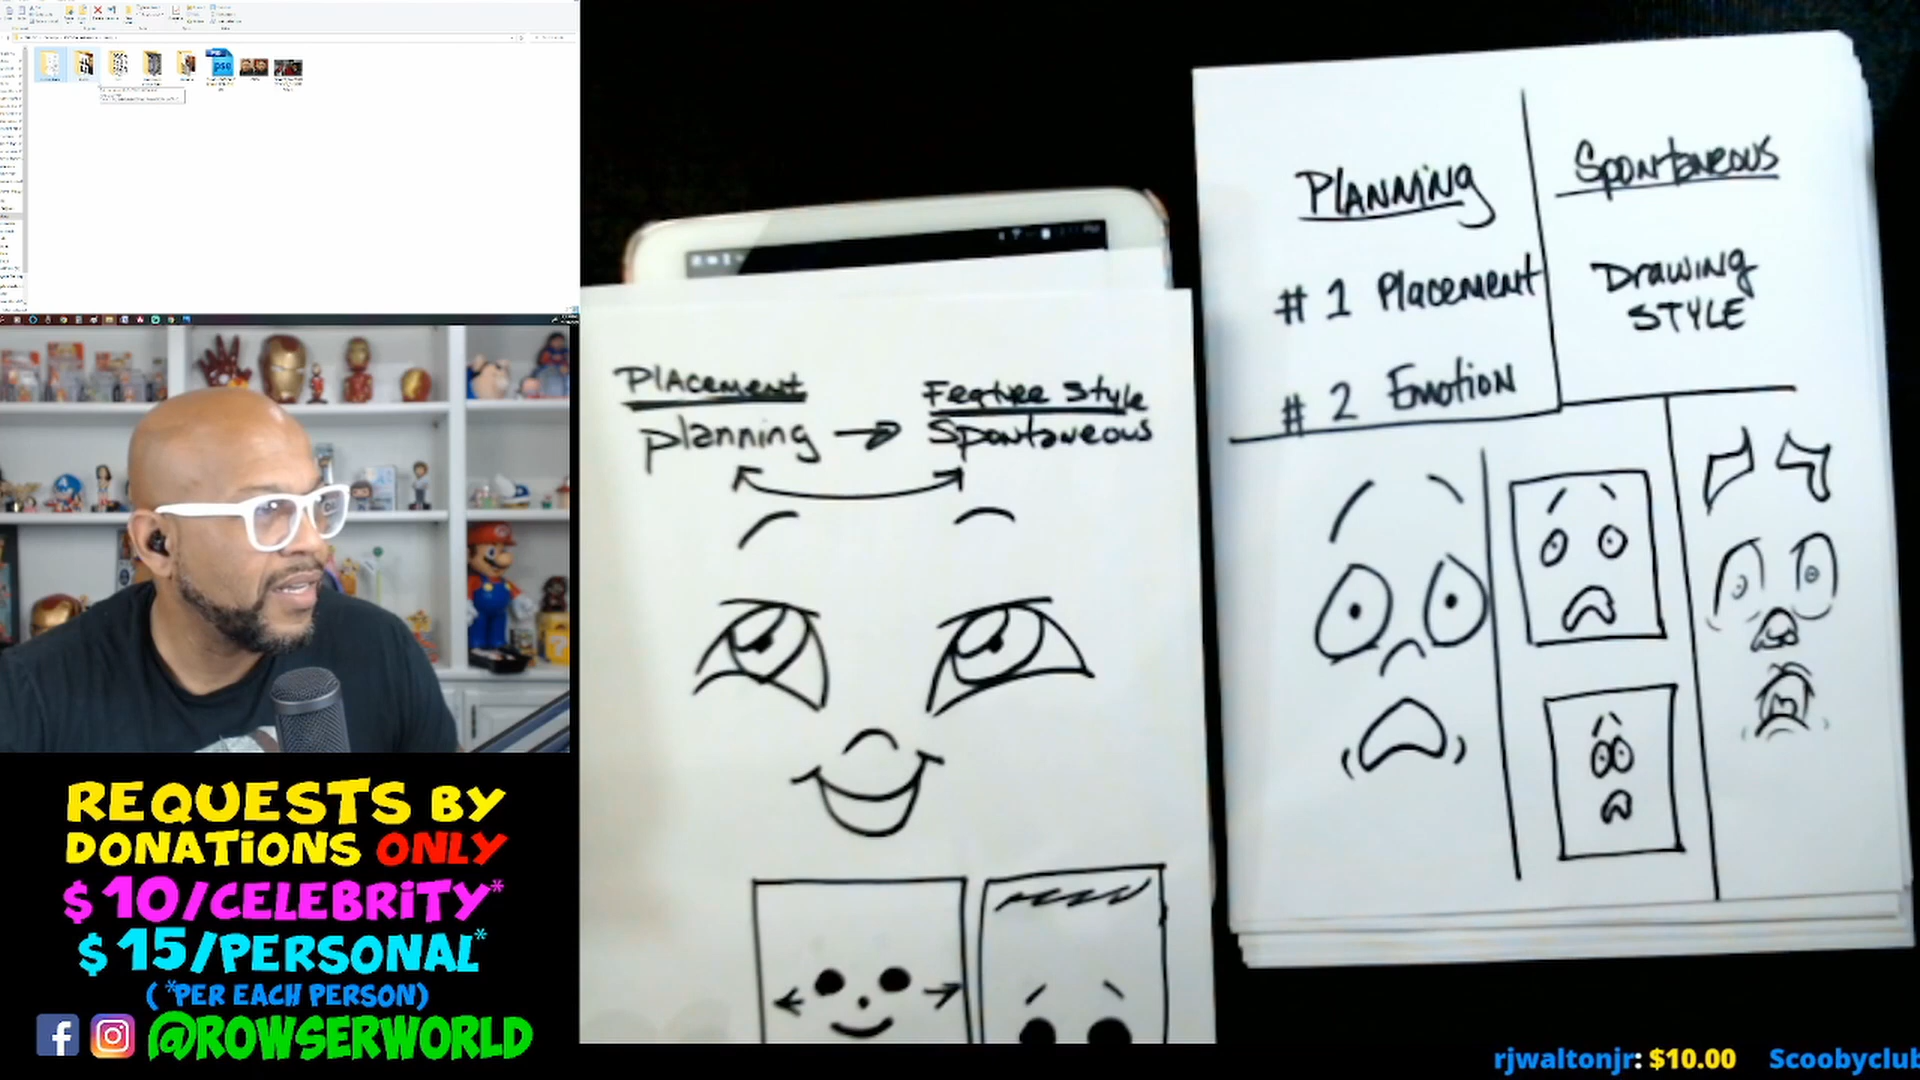 Placement
planning → Spontaneous
Feature Style
Planning
# 1 Placement
# 2 Emotion
Spontaneous
Drawing
STYLE
REQUESTS BY
DONATIONS ONLY
$10/CELEBRITY*
$15/PERSONAL*
(*PER EACH PERSON)
@ROWSERWORLD
rjwaltonjr: $10.00 Scoobyclub